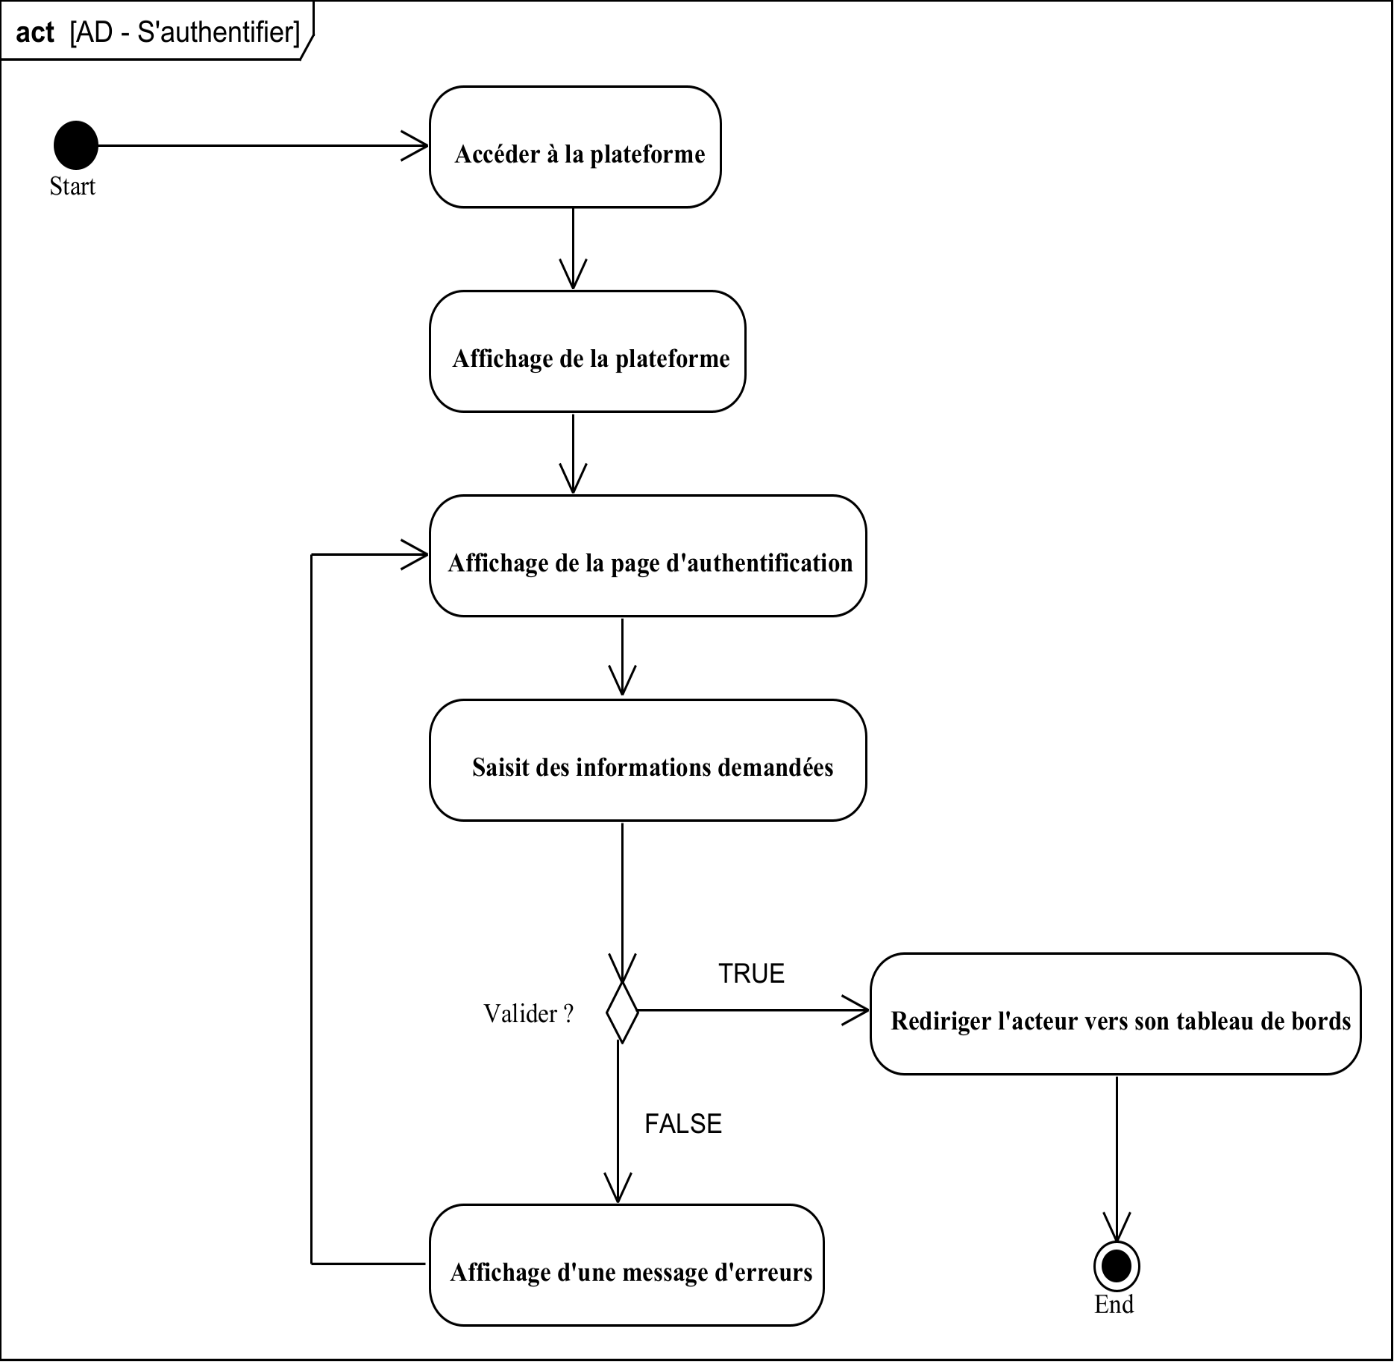 act [AD - S'authentifier]
Start
Accéder à la plateforme
Affichage de la plateforme
Affichage de la page d'authentification
Saisit des informations demandées
Valider ?
TRUE
Rediriger l'acteur vers son tableau de bords
FALSE
Affichage d'une message d'erreurs
End